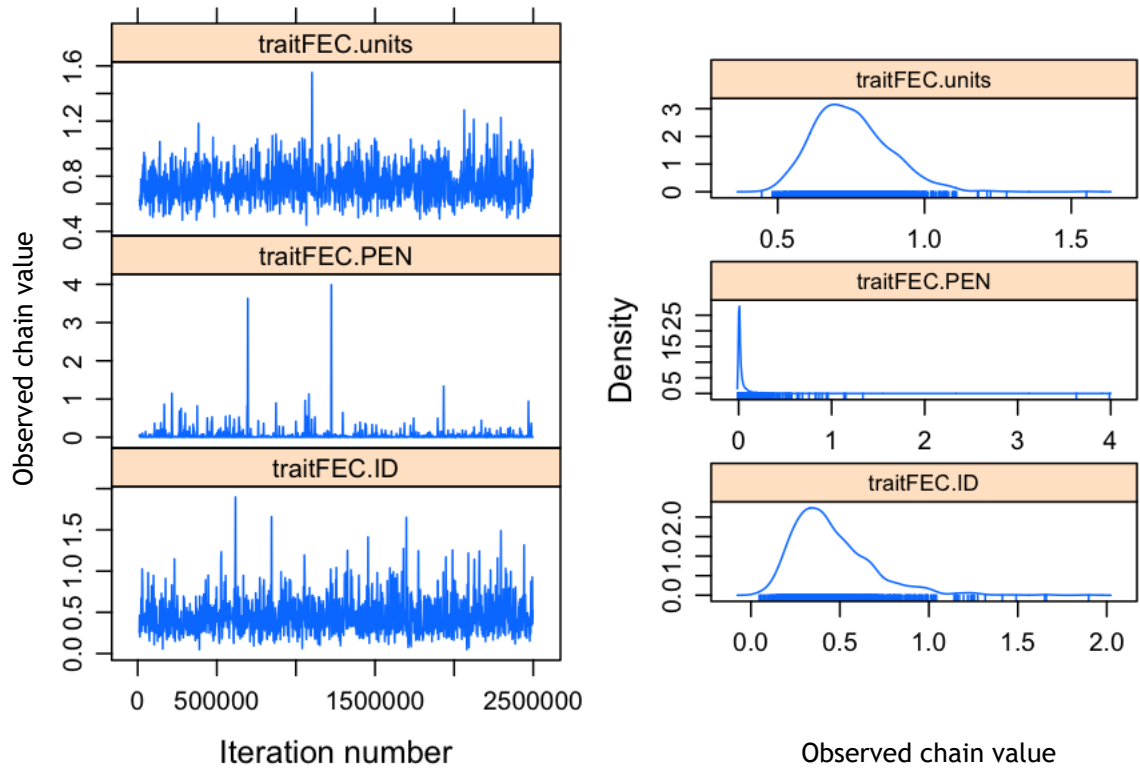 traitFEC.units
0.4 0.8 1.2 1.6
traitFEC.PEN
0 1 2 3 4
traitFEC.ID
0.0 0.5 1.0 1.5
0 500000 1500000 2500000
Observed chain value
Iteration number
traitFEC.units
0 1 2 3
0.5 1.0 1.5
traitFEC.PEN
0 5 15 25
0 1 2 3 4
traitFEC.ID
0.0 1.0 2.0
0.0 0.5 1.0 1.5 2.0
Density
Observed chain value